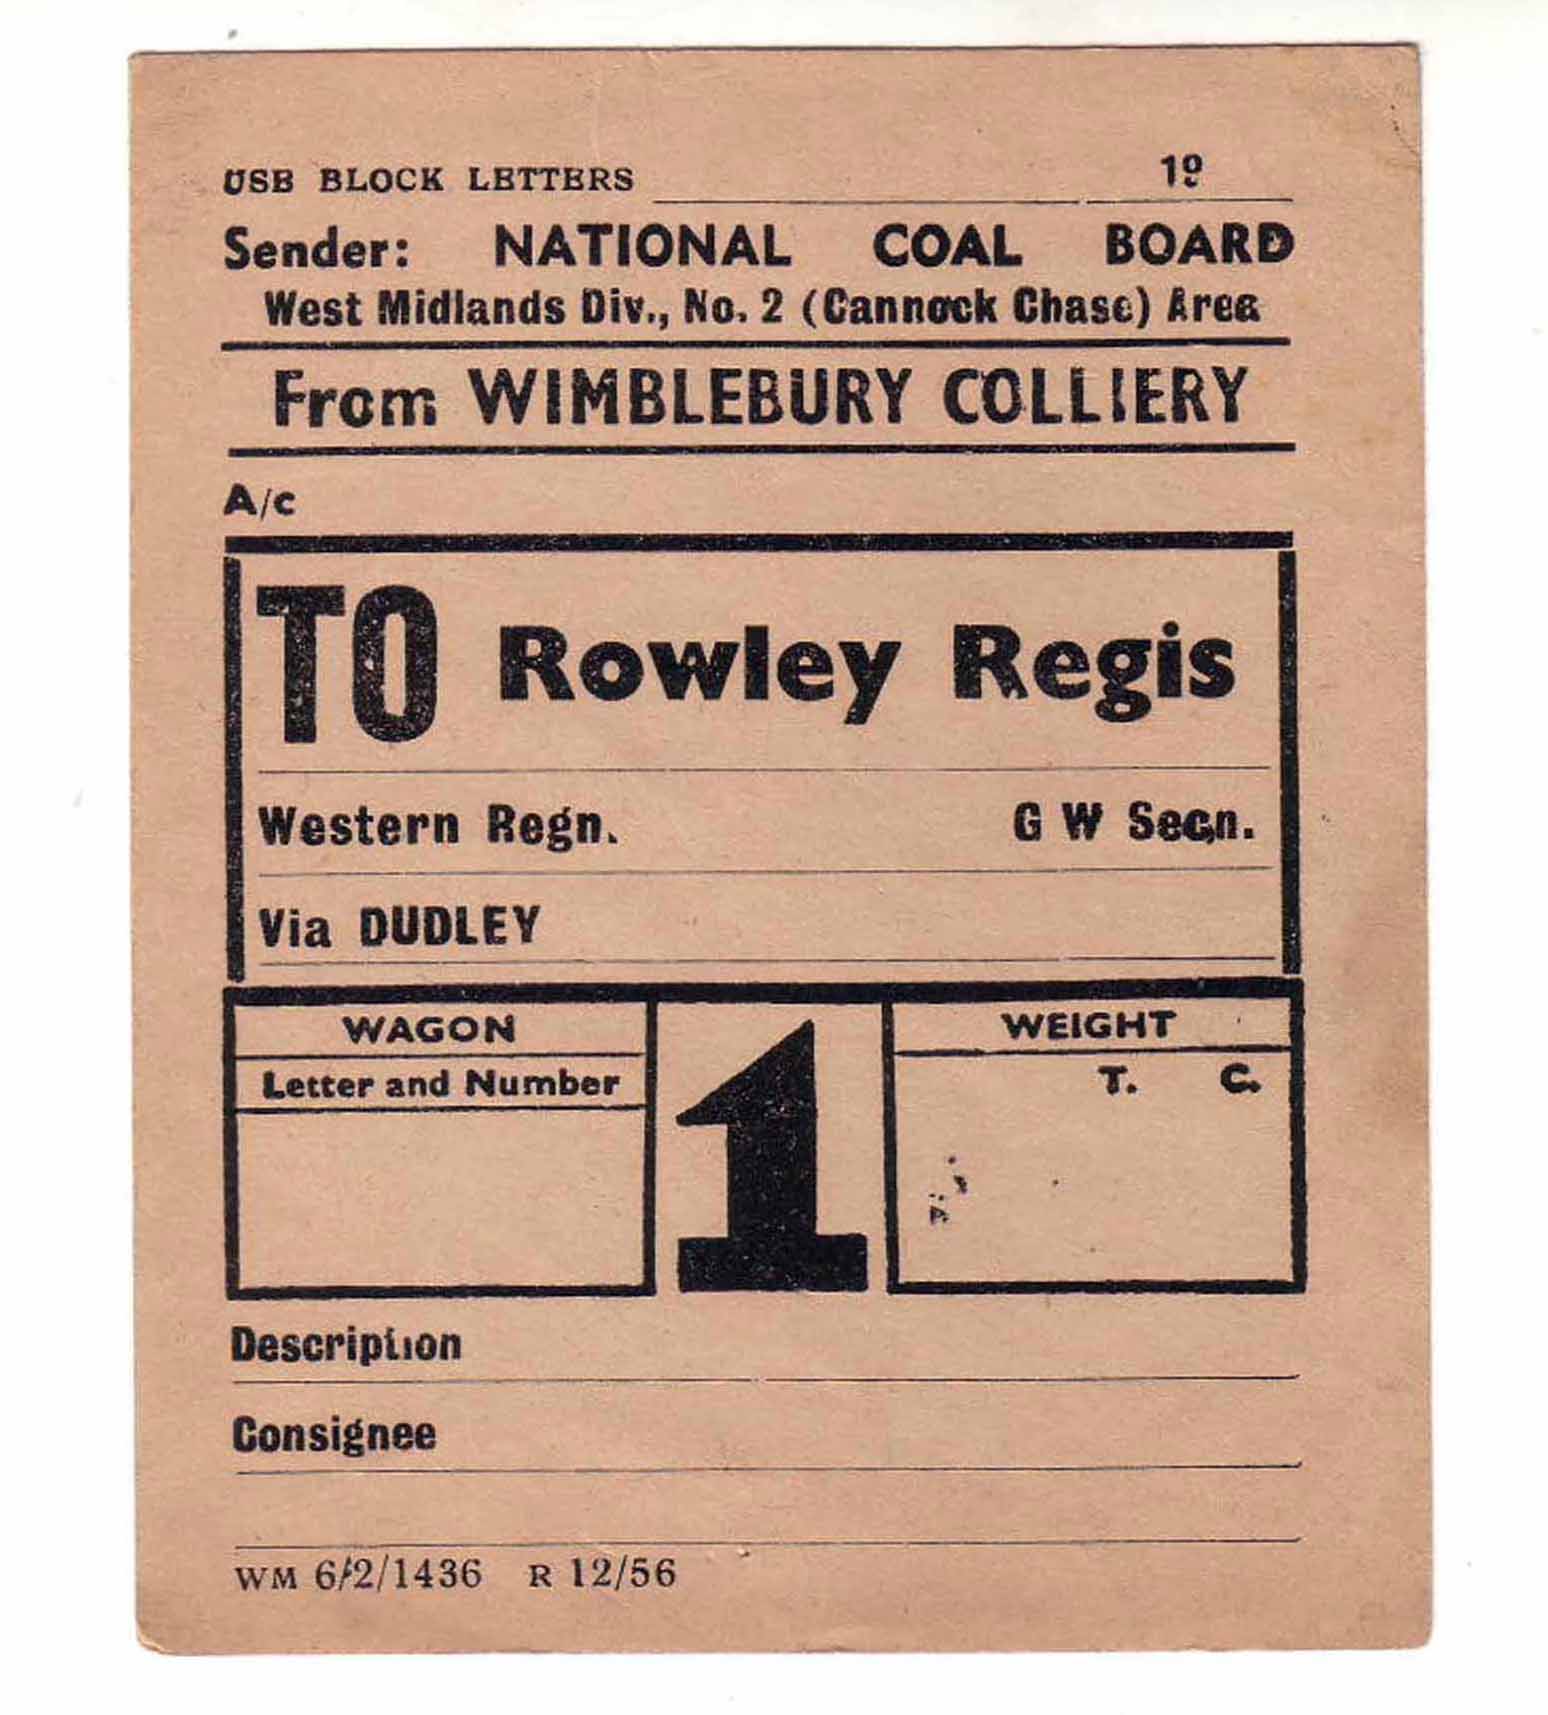 USE BLOCK LETTERS 19
Sender: NATIONAL COAL BOARD
West Midlands Div., No. 2 (Cannock Chase) Area
From WIMBLEBURY COLLIERY
A/c
TO Rowley Regis
Western Regn. G W Secn.
Via DUDLEY
WAGON
Letter and Number
1
WEIGHT
T. C.
Description
Consignee
WM 6/2/1436 R 12/56